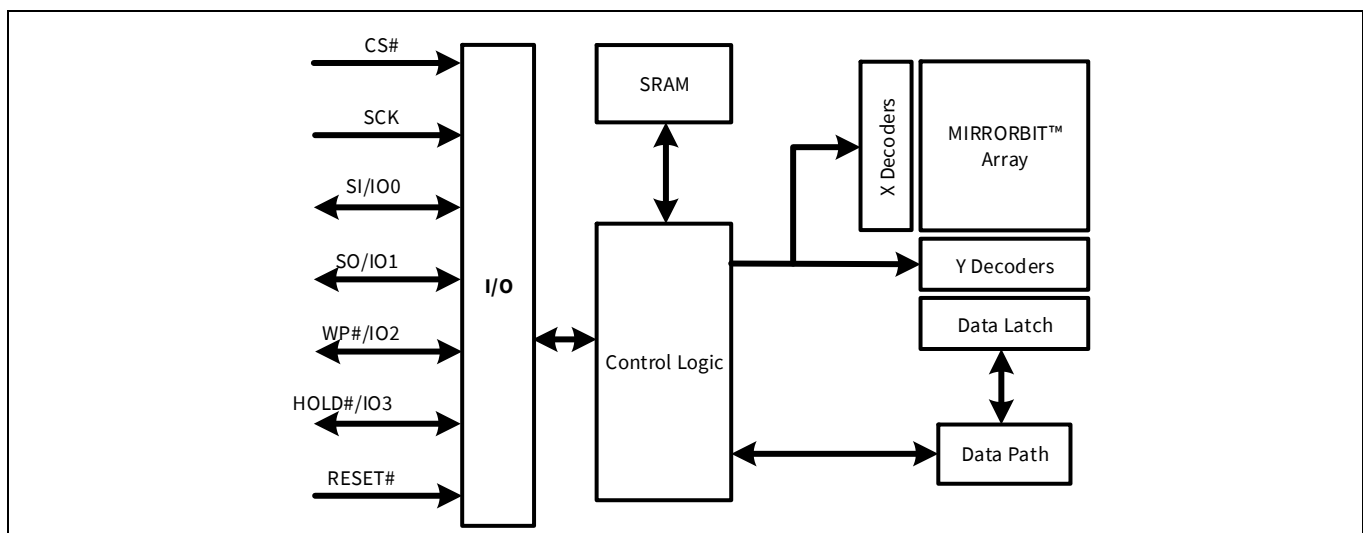 CS#
SCK
SI/IO0
SO/IO1
WP#/IO2
HOLD#/IO3
RESET#
I/O
SRAM
Control Logic
X Decoders
MIRRORBIT™
Array
Y Decoders
Data Latch
Data Path